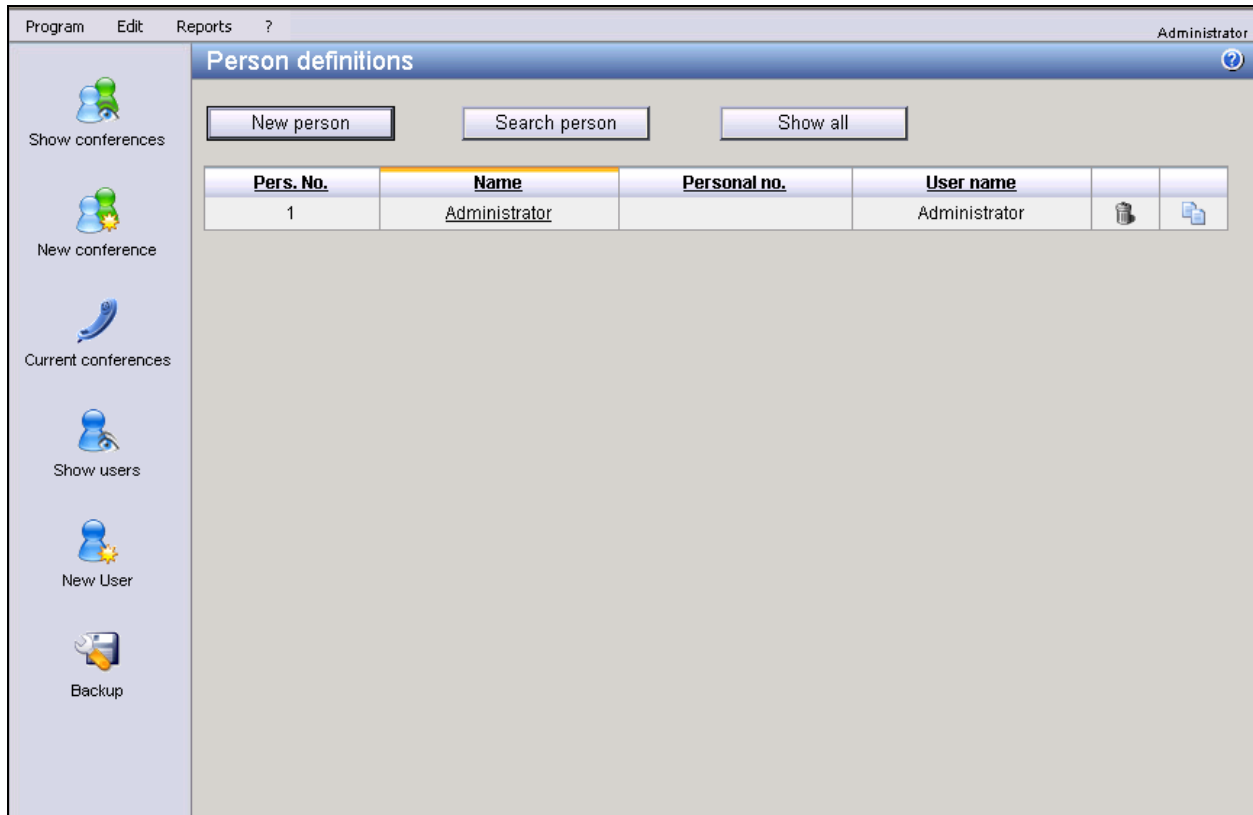 Program Edit Reports ?
Administrator
Person definitions
New person Search person Show all
Pers. No. Name Personal no. User name
1 Administrator Administrator
Show conferences
New conference
Current conferences
Show users
New User
Backup